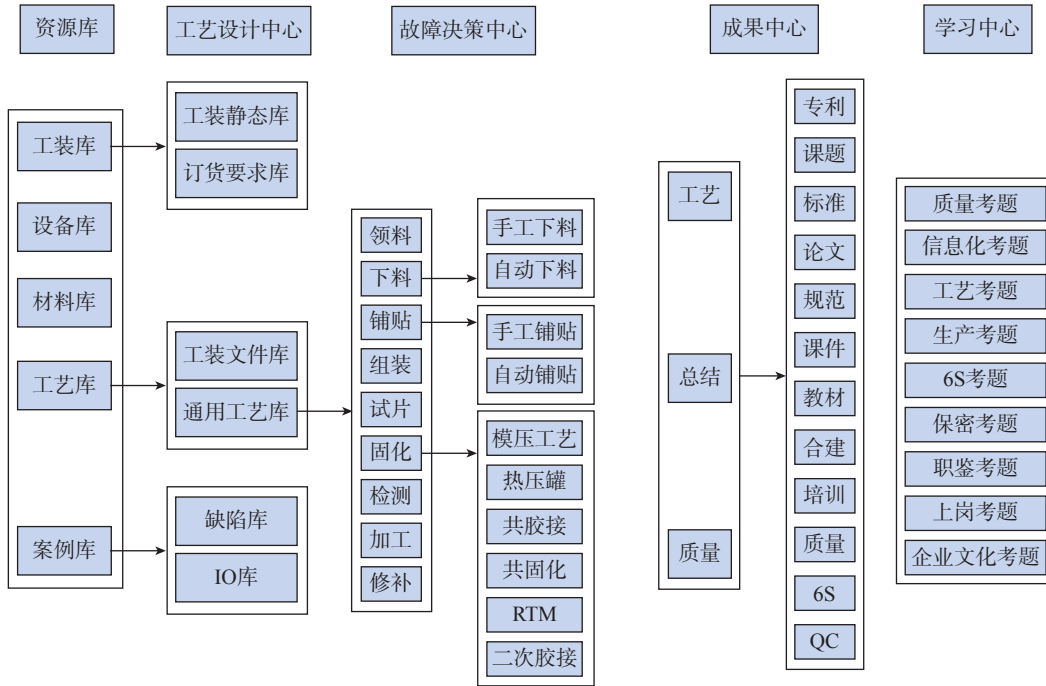 资源库
工艺设计中心
故障决策中心
成果中心
学习中心
工装库
设备库
材料库
工艺库
案例库
工装静态库
订货要求库
工装文件库
通用工艺库
缺陷库
IO库
领料
下料
铺贴
组装
试片
固化
检测
加工
修补
手工下料
自动下料
手工铺贴
自动铺贴
模压工艺
热压罐
共胶接
共固化
RTM
二次胶接
工艺
总结
质量
专利
课题
标准
论文
规范
课件
教材
合建
培训
质量
6S
QC
质量考题
信息化考题
工艺考题
生产考题
6S考题
保密考题
职鉴考题
上岗考题
企业文化考题